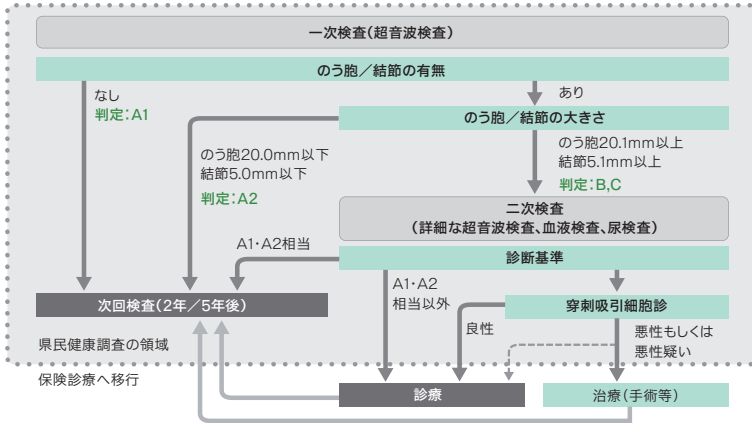 一次検査（超音波検査）
のう胞／結節の有無
なし
判定：A1
あり
のう胞／結節の大きさ
のう胞20.0mm以下
結節5.0mm以下
判定：A2
のう胞20.1mm以上
結節5.1mm以上
判定：B,C
二次検査
（詳細な超音波検査、血液検査、尿検査）
A1・A2相当
診断基準
A1・A2
相当以外
次回検査（2年／5年後）
穿刺吸引細胞診
良性
悪性もしくは
悪性疑い
県民健康調査の領域
保険診療へ移行
診療
治療（手術等）